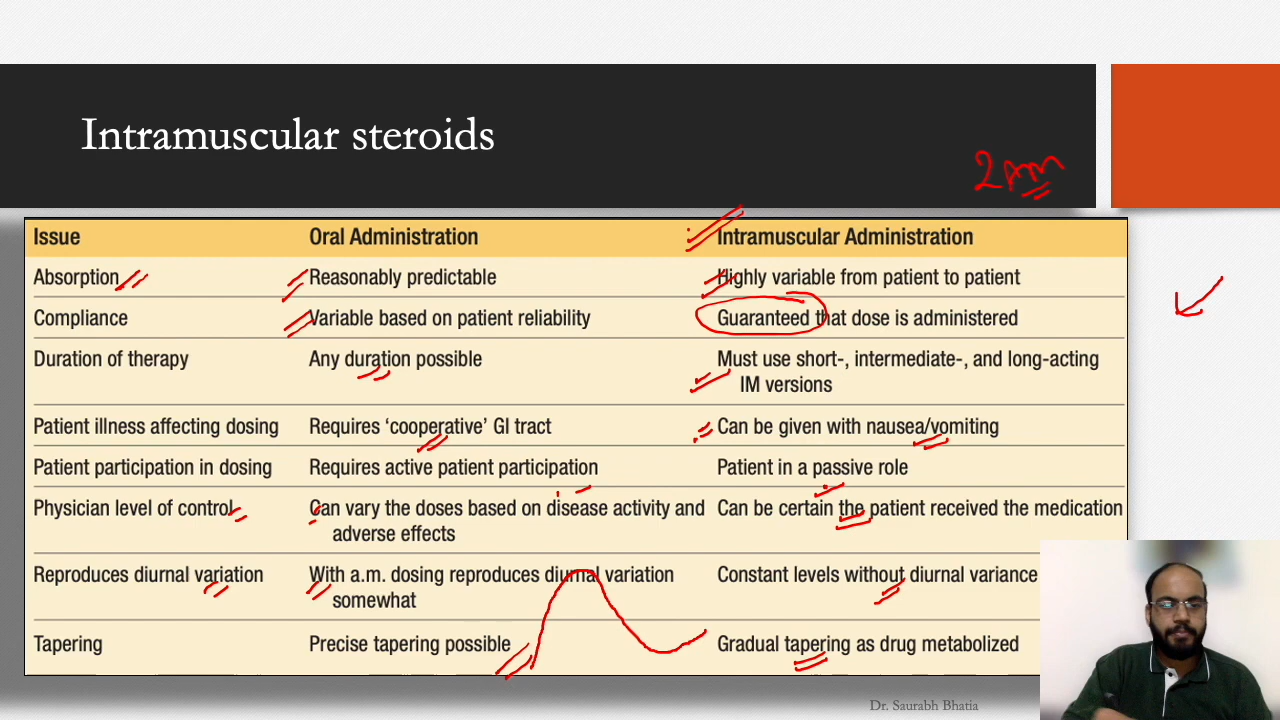 Intramuscular steroids
2 Am
Issue Oral Administration Intramuscular Administration
Absorption Reasonably predictable Highly variable from patient to patient
Compliance Variable based on patient reliability Guaranteed that dose is administered
Duration of therapy Any duration possible Must use short-, intermediate-, and long-acting
IM versions
Patient illness affecting dosing Requires ‘cooperative’ GI tract Can be given with nausea/vomiting
Patient participation in dosing Requires active patient participation Patient in a passive role
Physician level of control Can vary the doses based on disease activity and Can be certain the patient received the medication
adverse effects
Reproduces diurnal variation With a.m. dosing reproduces diurnal variation Constant levels without diurnal variance
somewhat
Tapering Precise tapering possible Gradual tapering as drug metabolized
Dr. Saurabh Bhatia